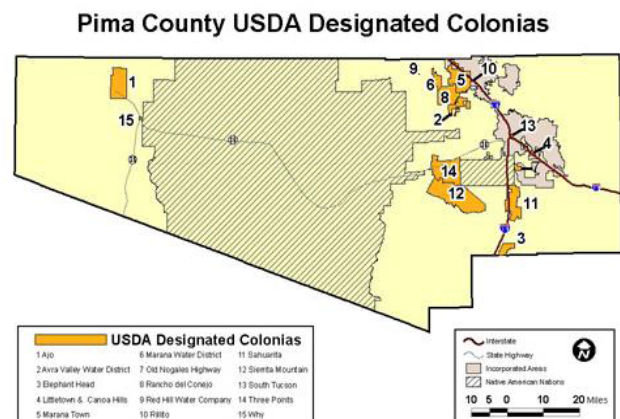 Pima County USDA Designated Colonias
1
15
9.
10
6
5
8
2
13
4
14
12
7
11
3
USDA Designated Colonias
1 Ajo
6 Marana Water District
11 Sahuarita
2 Avra Valley Water District
7 Old Nogales Highway
12 Sierrita Mountain
3 Elephant Head
8 Rancho del Conejo
13 South Tucson
4 Littletown & Canoa Hills
9 Red Hill Water Company
14 Three Points
5 Marana Town
10 Rillito
15 Why
Interstate
State Highway
Incorporated Areas
Native American Nations
N
10 5 0 10 20 Miles